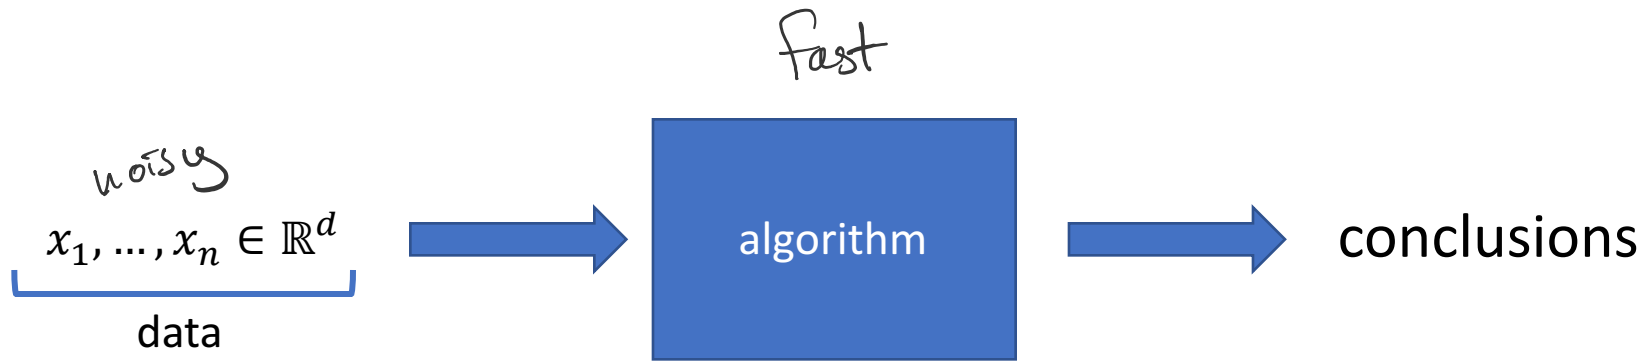 Fast
noisy
x₁, … , xₙ ∈ ℝᵈ
data
algorithm
conclusions